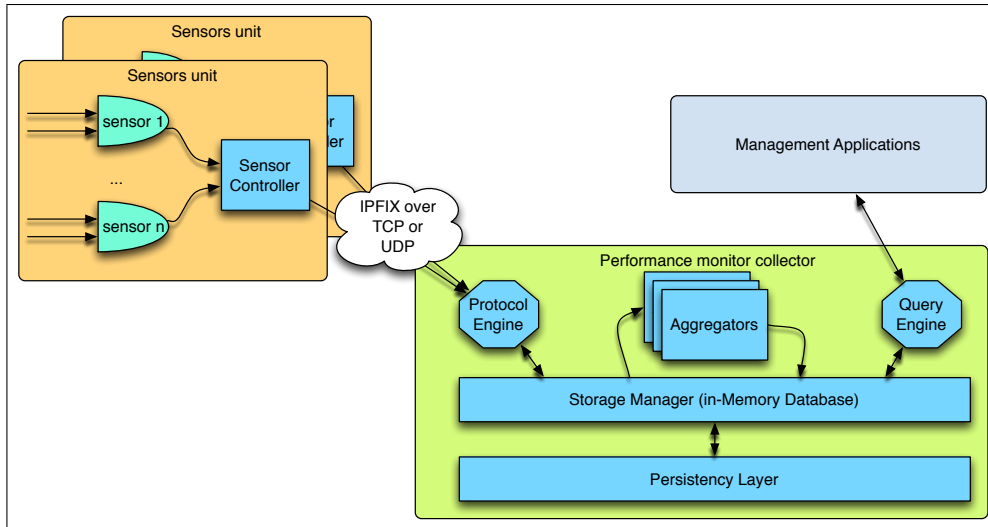 Sensors unit
Sensors unit
sensor 1
...
sensor n
Sensor
Controller
IPFIX over
TCP or
UDP
Management Applications
Performance monitor collector
Protocol
Engine
Aggregators
Query
Engine
Storage Manager (in-Memory Database)
Persistency Layer